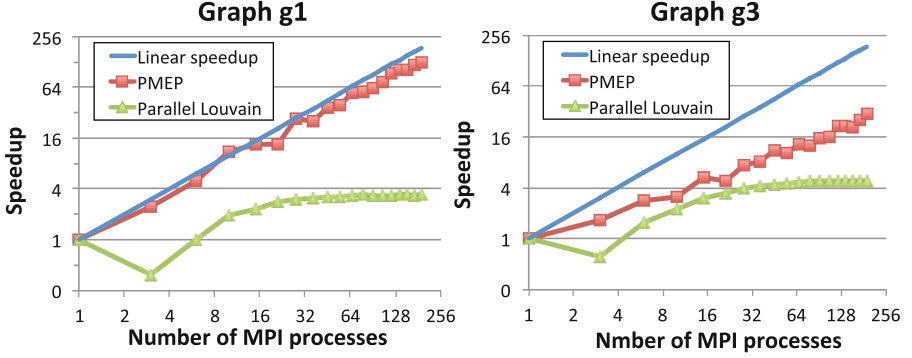 Graph g1
256
64
16
4
1
0
Speedup
Linear speedup
PMEP
Parallel Louvain
1 2 4 8 16 32 64 128 256
Number of MPI processes
Graph g3
256
64
16
4
1
0
Speedup
Linear speedup
PMEP
Parallel Louvain
1 2 4 8 16 32 64 128 256
Nmber of MPI processes